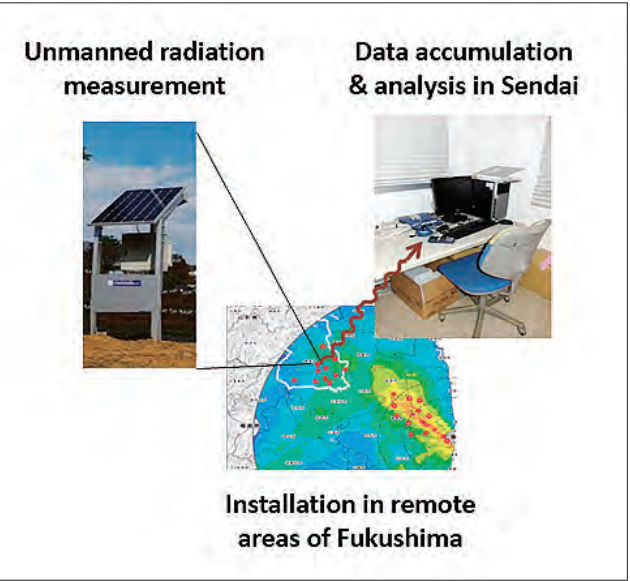 Unmanned radiation
measurement
Data accumulation
& analysis in Sendai
Installation in remote
areas of Fukushima